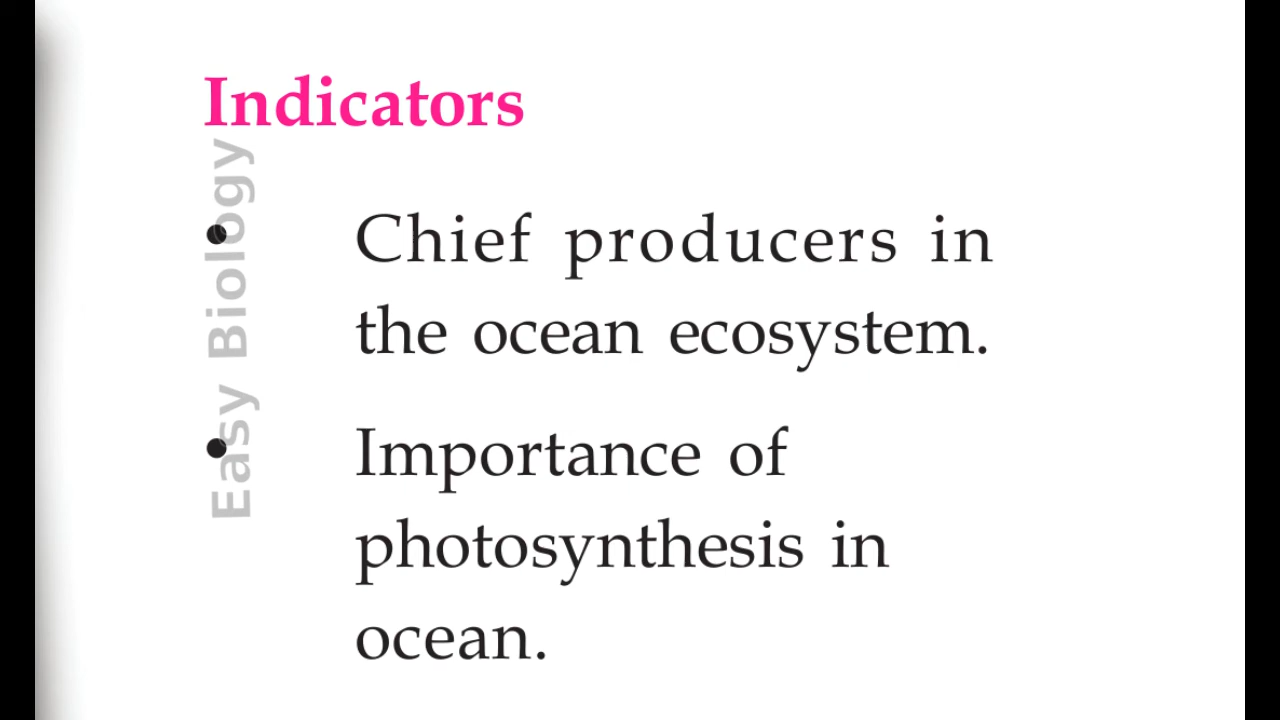 Indicators
Easy Biology
Chief producers in
the ocean ecosystem.
Importance of
photosynthesis in
ocean.